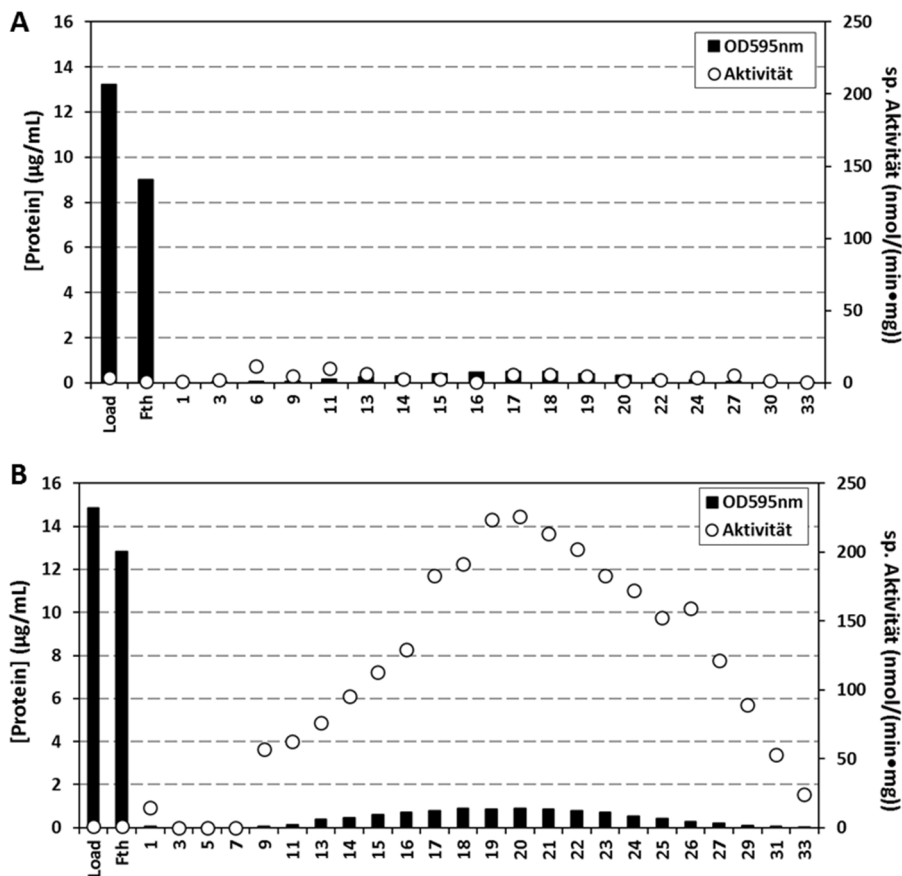 A
16
14
12
10
8
6
4
2
0
[Protein] (µg/mL)
OD595nm
Aktivität
250
200
150
100
50
0
sp. Aktivität (nmol/(min•mg))
Load Fth 1 3 6 9 11 13 14 15 16 17 18 19 20 22 24 27 30 33
B
16
14
12
10
8
6
4
2
0
[Protein] (µg/mL)
OD595nm
Aktivität
250
200
150
100
50
0
sp. Aktivität (nmol/(min•mg))
Load Fth 1 3 5 7 9 11 13 14 15 16 17 18 19 20 21 22 23 24 25 26 27 29 31 33